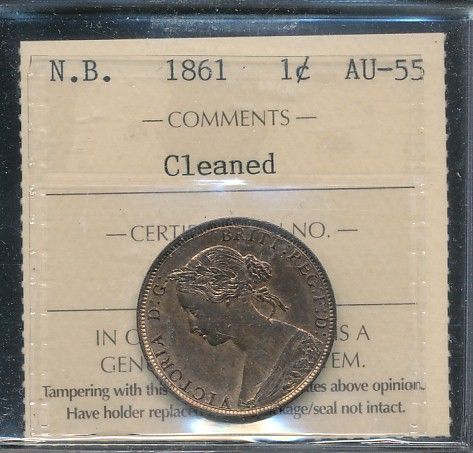 N.B. 1861 1¢ AU-55
— COMMENTS —
Cleaned
NO. —
VICTORIA D:G: BRITT:REG:F:D:
IN A
Tampering with this above opinion.
Have holder seal not intact.